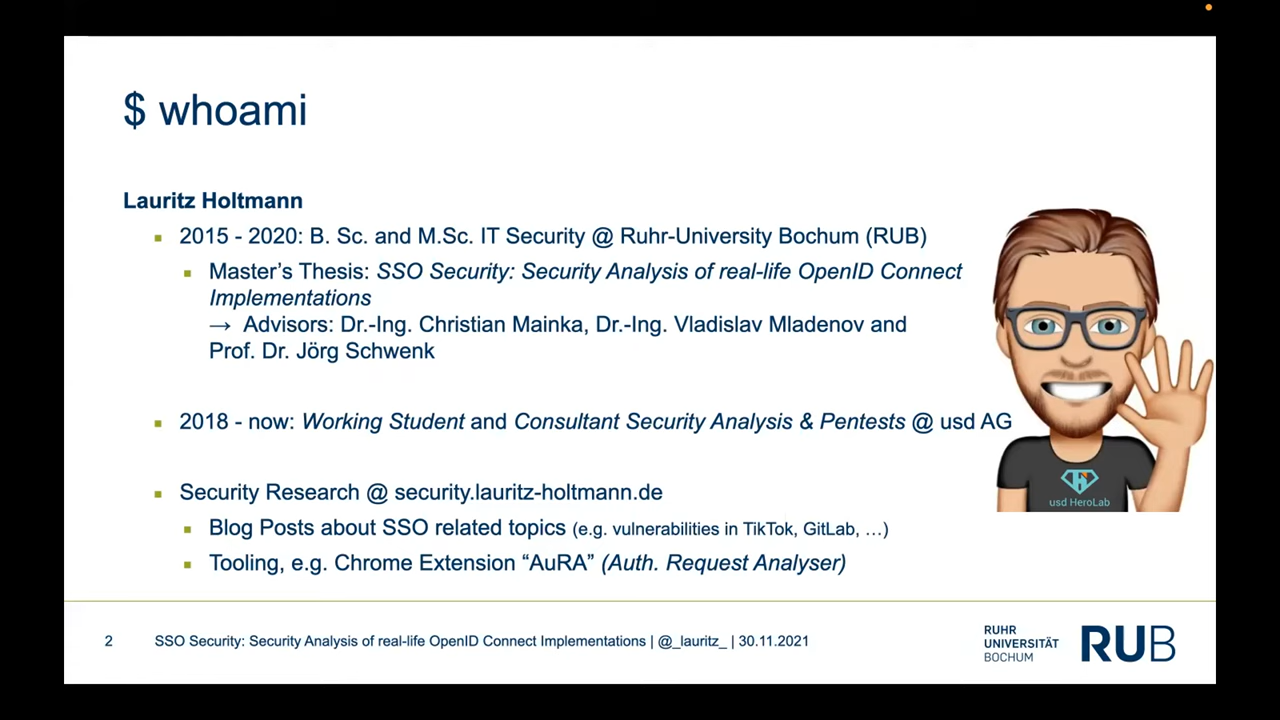 $ whoami
Lauritz Holtmann
2015 - 2020: B. Sc. and M.Sc. IT Security @ Ruhr-University Bochum (RUB)
Master’s Thesis: SSO Security: Security Analysis of real-life OpenID Connect
Implementations
→ Advisors: Dr.-Ing. Christian Mainka, Dr.-Ing. Vladislav Mladenov and
Prof. Dr. Jörg Schwenk
2018 - now: Working Student and Consultant Security Analysis & Pentests @ usd AG
Security Research @ security.lauritz-holtmann.de
Blog Posts about SSO related topics (e.g. vulnerabilities in TikTok, GitLab, …)
Tooling, e.g. Chrome Extension “AuRA” (Auth. Request Analyser)
usd HeroLab
2 SSO Security: Security Analysis of real-life OpenID Connect Implementations | @_lauritz_ | 30.11.2021
RUHR
UNIVERSITÄT
BOCHUM
RUB